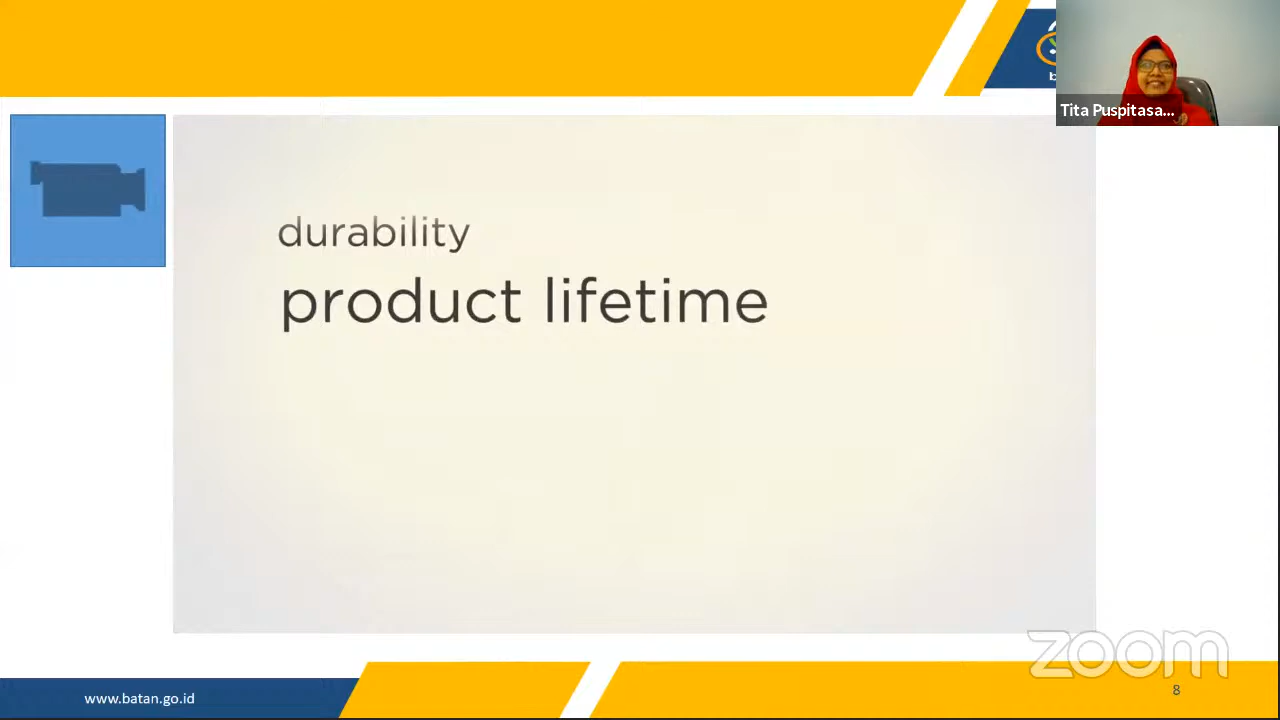 Tita Puspitasa...
durability
product lifetime
zoom
www.batan.go.id
8